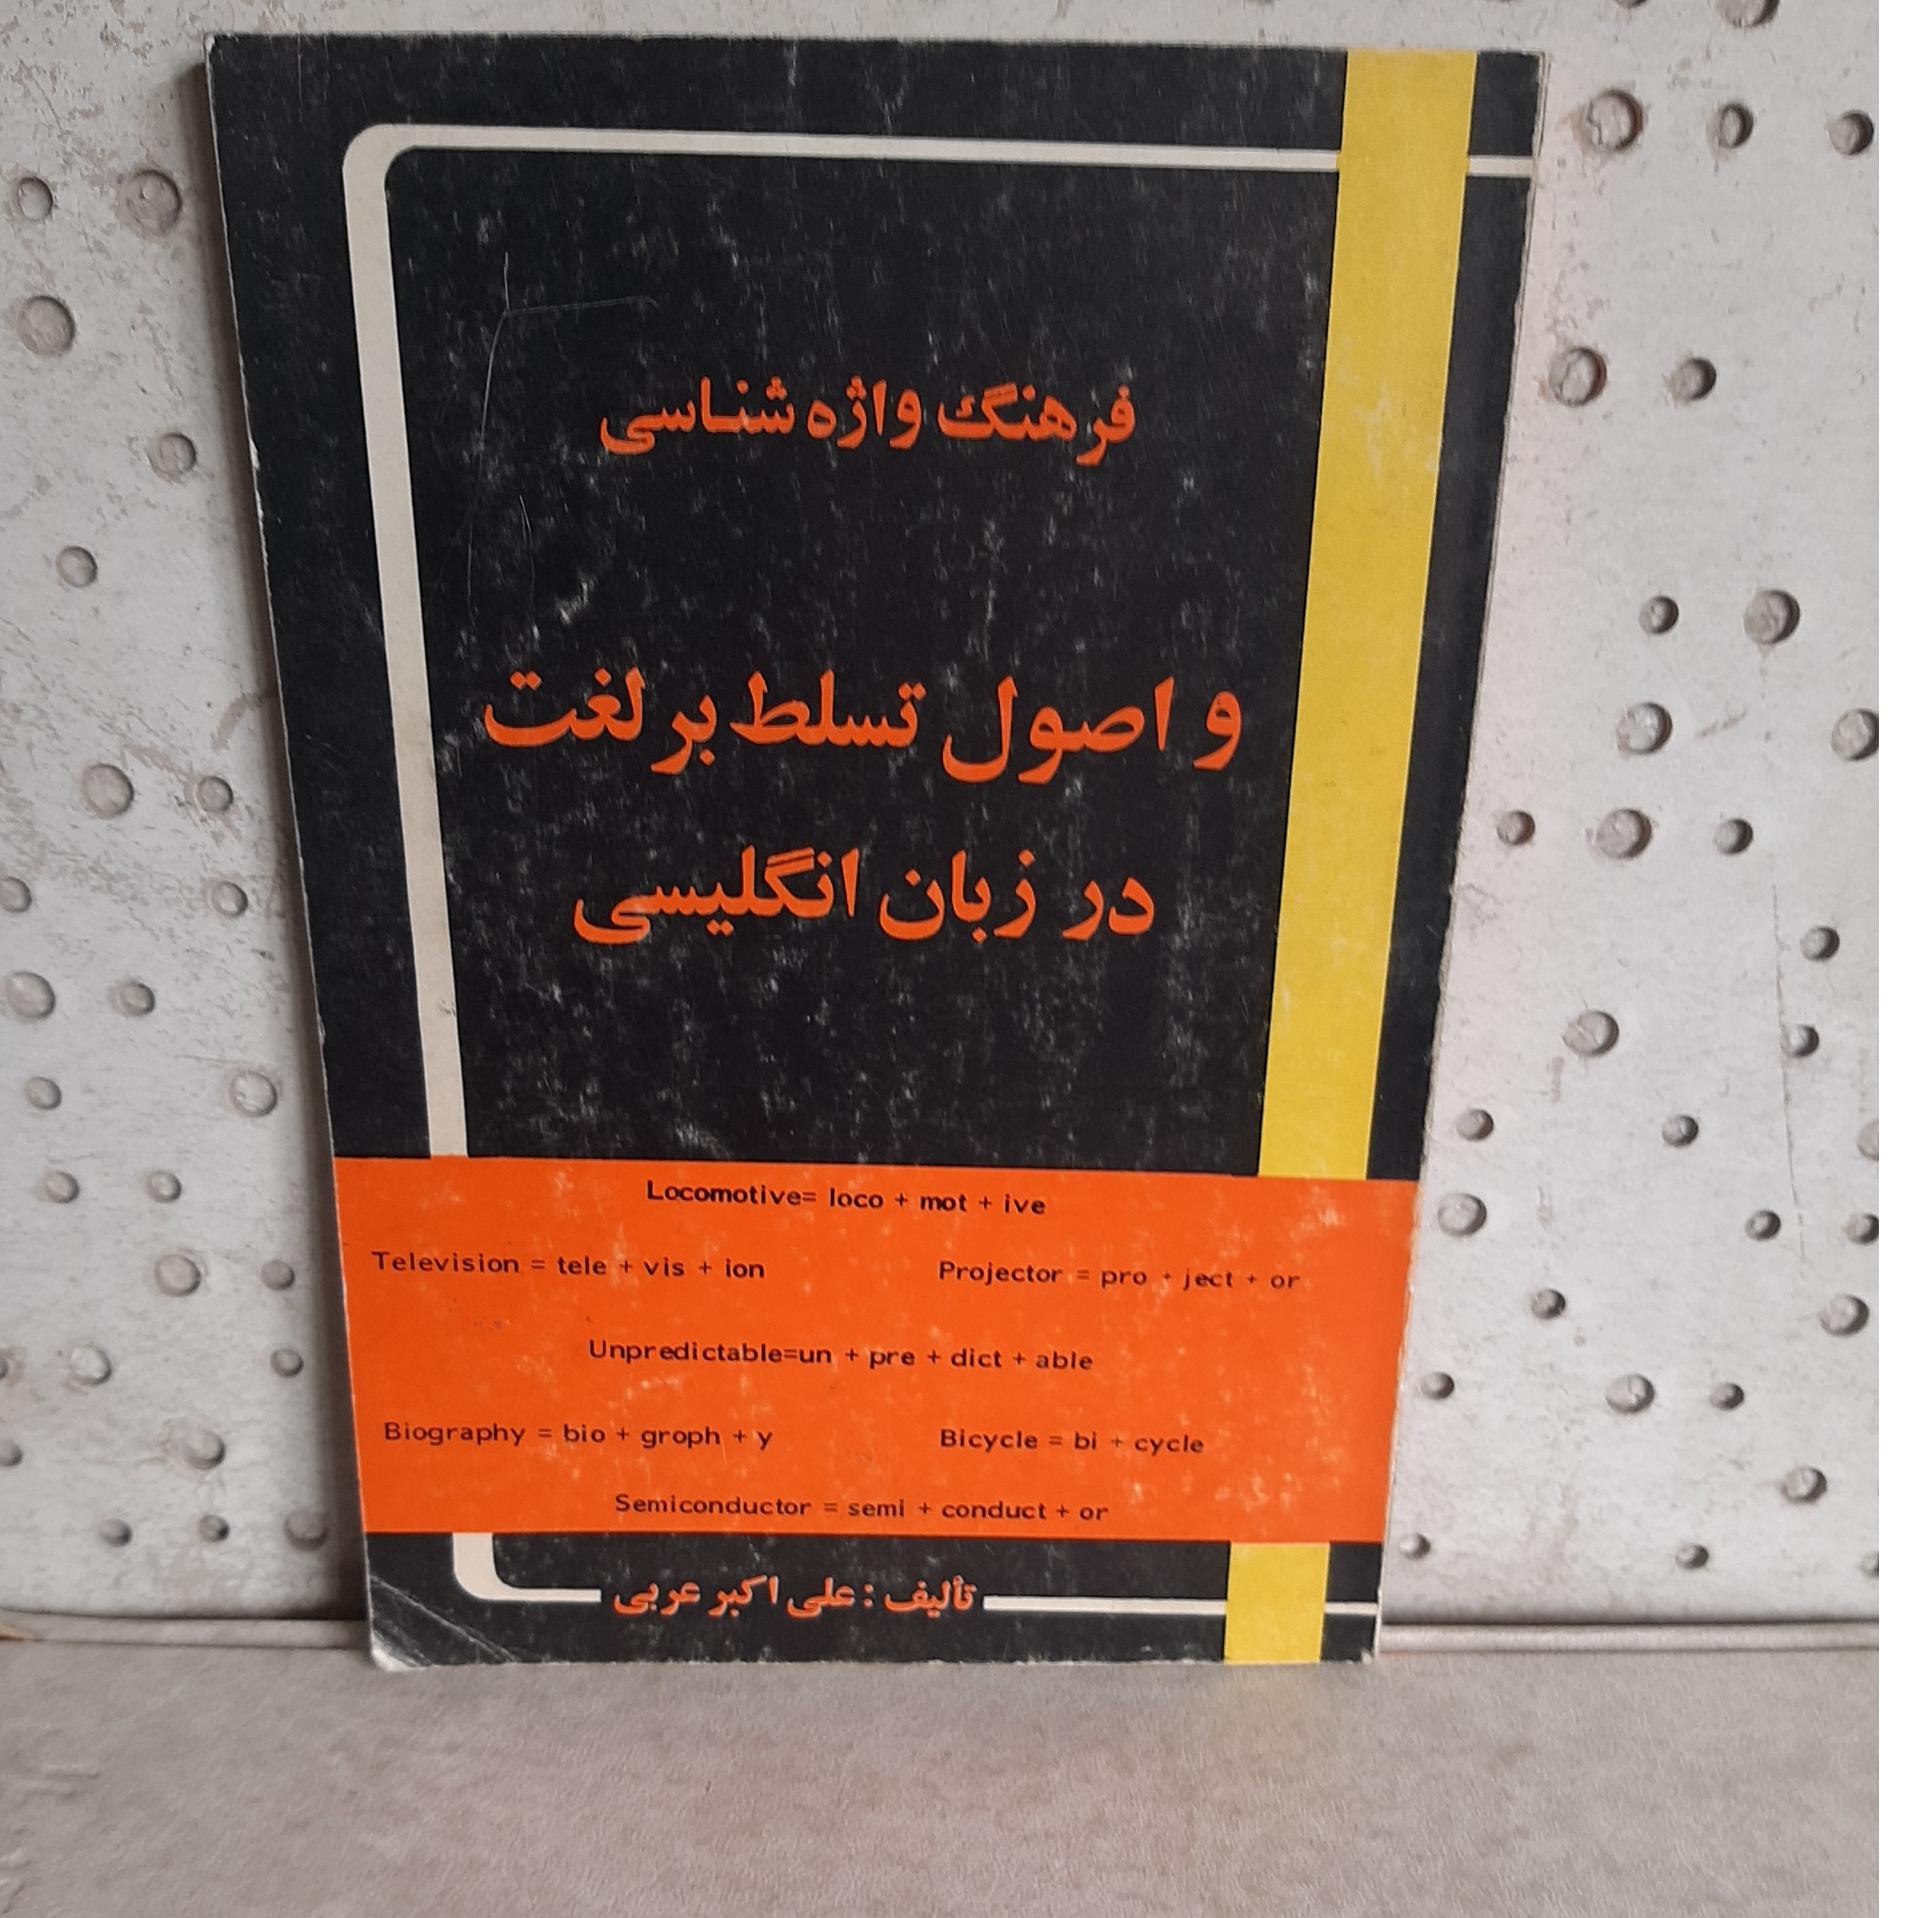 فرهنگ واژه شناسی
و اصول تسلط بر لغت
در زبان انگلیسی
Locomotive= loco + mot + ive
Television = tele + vis + ion
Projector = pro + ject + or
Unpredictable=un + pre + dict + able
Biography = bio + groph + y
Bicycle = bi + cycle
Semiconductor = semi + conduct + or
تألیف : علی اکبر عربی